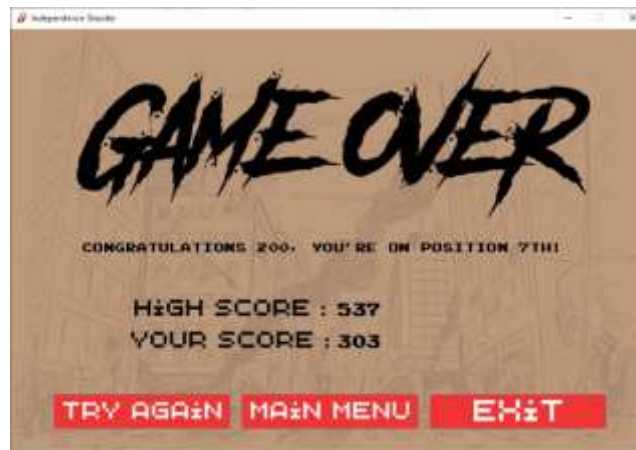 Independence Shooter
GAME OVER
CONGRATULATIONS 200, YOU'RE ON POSITION 7TH!
HiGH SCORE : 537
YOUR SCORE : 303
TRY AGAiN MAiN MENU EXiT